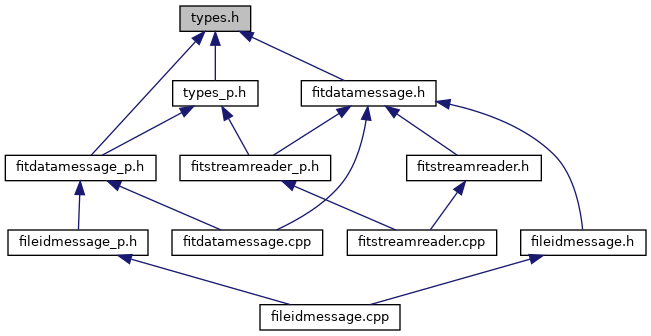 types.h
types_p.h
fitdatamessage.h
fitdatamessage_p.h
fitstreamreader_p.h
fitstreamreader.h
fileidmessage_p.h
fitdatamessage.cpp
fitstreamreader.cpp
fileidmessage.h
fileidmessage.cpp